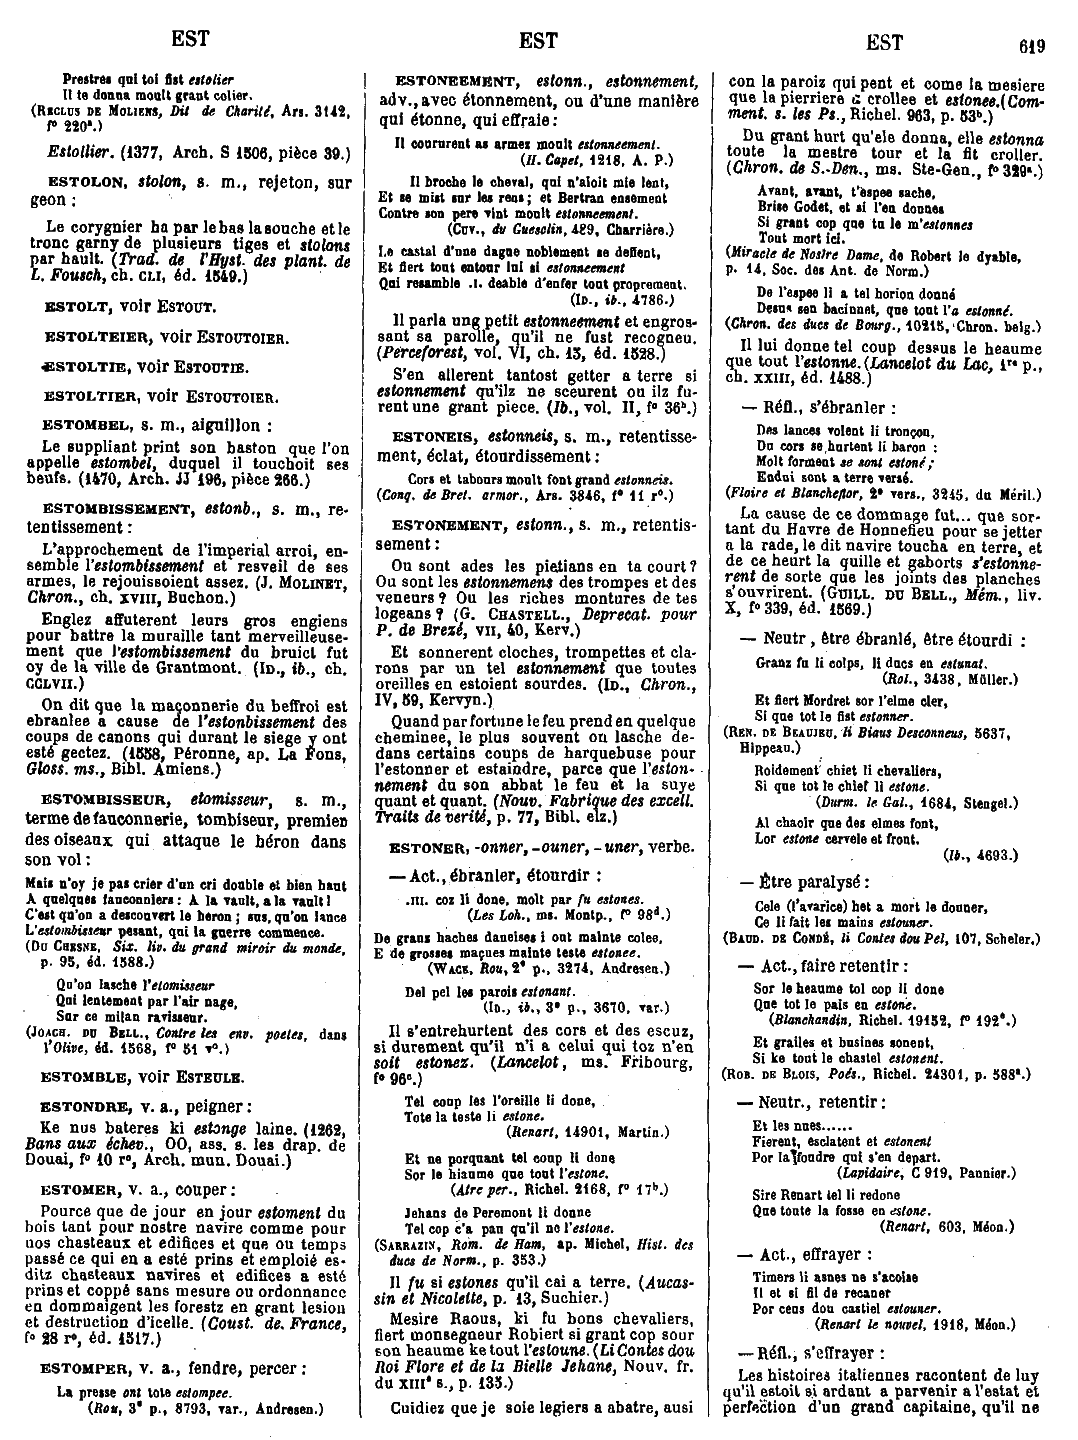 EST
EST
EST
619
Prestres qui toi fist estolier
Il te donna moult grant colier.
(RECLUS DE MOLIENS, Dit de Charité, Ars. 3142,
f° 220ª.)
Estollier. (1377, Arch. S 1506, pièce 39.)
ESTOLON, stolon, s. m., rejeton, sur
geon :
Le corygnier ha par le bas la souche et le
tronc garny de plusieurs tiges et stolons
par hault. (Trad. de l'Hyst. des plant. de
L. Fousch, ch. CLI, éd. 1549.)
ESTOLT, voir ESTOUT.
ESTOLTEIER, voir ESTOUTOIER.
ESTOLTIE, voir ESTOUTIE.
ESTOLTIER, voir ESTOUTOIER.
ESTOMBEL, s. m., aiguillon :
Le suppliant print son baston que l'on
appelle estombel, duquel il touchoit ses
beufs. (1470, Arch. JJ 196, pièce 266.)
ESTOMBISSEMENT, estonb., s. m., re-
tentissement :
L'approchement de l'imperial arroi, en-
semble l'estombissement et resveil de ses
armes, le rejouissoient assez. (J. MOLINET,
Chron., ch. XVIII, Buchon.)
Englez affuterent leurs gros engiens
pour battre la muraille tant merveilleuse-
ment que l'estombissement du bruict fut
oy de la ville de Grantmont. (ID., ib., ch.
CCLVII.)
On dit que la maçonnerie du beffroi est
ebranlee a cause de l'estonbissement des
coups de canons qui durant le siege y ont
esté gectez. (1558, Péronne, ap. La Fons,
Gloss. ms., Bibl. Amiens.)
ESTOMBISSEUR, etomisseur, s. m.,
terme de fauconnerie, tombiseur, premier
des oiseaux qui attaque le héron dans
son vol :
Mais n'oy je pas crier d'un cri double et bien haut
A quelques fauconniers : A la vault, a la vault !
C'est qu'on a descouvert le heron ; sus, qu'on lance
L'estombisseur pesant, qui la guerre commence.
(DU CHESNE, Six. liv. du grand miroir du monde,
p. 95, éd. 1588.)
Qu'on lasche l'etomisseur
Qui lentement par l'air nage,
Sur ce milan ravisseur.
(JOACH. DU BELL., Contre les env. poetes, dans
l'Olive, éd. 1568, f° 51 v°.)
ESTOMBLE, voir ESTEULE.
ESTONDRE, v. a., peigner :
Ke nus bateres ki estonge laine. (1262,
Bans aux échev., OO, ass. s. les drap. de
Douai, f° 10 r°, Arch. mun. Douai.)
ESTOMER, v. a., couper :
Pource que de jour en jour estoment du
bois tant pour nostre navire comme pour
nos chasteaux et edifices et que ou temps
passé ce qui en a esté prins et emploié es-
ditz chasteaux navires et edifices a esté
prins et coppé sans mesure ou ordonnance
en dommaigent les forestz en grant lesion
et destruction d'icelle. (Coust. de. France,
f° 28 r°, éd. 1517.)
ESTOMPER, v. a., fendre, percer :
La presse ont tote estompee.
(Rou, 3ᵉ p., 8793, var., Andresen.)
ESTONEEMENT, estonn., estonnement,
adv., avec étonnement, ou d'une manière
qui étonne, qui effraie :
Il coururent as armes moult estonneement.
(H. Capet, 1218, A. P.)
Il broche le cheval, qui n'aloit mie lent,
Et se mist sur les rens ; et Bertran ensement
Contre son pere vint moult estonneement.
(CUV., du Guesclin, 489, Charrière.)
Le castal d'une dague noblement se deffent,
Et fiert tout entour lui si estonneement
Qui resamble .I. deable d'enfer tout proprement.
(ID., ib., 4786.)
Il parla ung petit estonneement et engros-
sant sa parolle, qu'il ne fust recogneu.
(Perceforest, vol. VI, ch. 13, éd. 1528.)
S'en allerent tantost getter a terre si
estonnement qu'ilz ne sceurent ou ilz fu-
rent une grant piece. (Ib., vol. II, f° 36ᵇ.)
ESTONEIS, estonneis, s. m., retentisse-
ment, éclat, étourdissement :
Cors et tabours moult font grand estonneis.
(Conq. de Bret. armor., Ars. 3846, f° 11 r°.)
ESTONEMENT, estonn., s. m., retentis-
sement :
Ou sont ades les pietians en ta court ?
Ou sont les estonnemens des trompes et des
veneurs ? Ou les riches montures de tes
logeans ? (G. CHASTELL., Deprecat. pour
P. de Brezé, VII, 40, Kerv.)
Et sonnerent cloches, trompettes et cla-
rons par un tel estonnement que toutes
oreilles en estoient sourdes. (ID., Chron.,
IV, 59, Kervyn.)
Quand par fortune le feu prend en quelque
cheminee, le plus souvent on lasche de-
dans certains coups de harquebuse pour
l'estonner et estaindre, parce que l'eston-
nement du son abbat le feu et la suye
quant et quant. (Nouv. Fabrique des excell.
Traits de verité, p. 77, Bibl. elz.)
ESTONER, -onner, -ouner, -uner, verbe.
— Act., ébranler, étourdir :
.III. coz li done, molt par fu estones.
(Les Loh., ms. Montp., f° 98ᵈ.)
De grans haches daneises i ont mainte colee,
E de grosses maçues mainte teste estonee.
(WACE, Rou, 2ᵉ p., 3274, Andresen.)
Del pel les parois estonant.
(ID., ib., 3ᵉ p., 3670, var.)
Il s'entrehurtent des cors et des escuz,
si durement qu'il n'i a celui qui toz n'en
soit estonez. (Lancelot, ms. Fribourg,
f° 96ᶜ.)
Tel coup les l'oreille li done,
Tote la teste li estone.
(Renart, 14901, Martin.)
Et ne porquant tel coup li done
Sor le hiaume que tout l'estone.
(Atre per., Richel. 2168, f° 17ᵇ.)
Jehans de Peremont li donne
Tel cop c'a pau qu'il ne l'estone.
(SARRAZIN, Rom. de Ham, ap. Michel, Hist. des
ducs de Norm., p. 353.)
Il fu si estones qu'il cai a terre. (Aucas-
sin et Nicolette, p. 13, Suchier.)
Mesire Raous, ki fu bons chevaliers,
fiert monsegneur Robiert si grant cop sour
son heaume ke tout l'estoune. (Li Contes dou
Roi Flore et de la Bielle Jehane, Nouv. fr.
du XIIIᵉ s., p. 135.)
Cuidiez que je soie legiers a abatre, ausi
con la paroiz qui pent et come la mesiere
que la pierriere a crollee et estonee. (Com-
ment. s. les Ps., Richel. 963, p. 53ᵇ.)
Du grant hurt qu'ele donna, elle estonna
toute la mestre tour et la fit croller.
(Chron. de S.-Den., ms. Ste-Gen., f° 329ᵃ.)
Avant, avant, t'espee sache,
Brise Godet, et si l'en donnes
Si grant cop que tu le m'estonnes
Tout mort ici.
(Miracle de Nostre Dame, de Robert le dyable,
p. 14, Soc. des Ant. de Norm.)
De l'espee li a tel horion donné
Desus sen bacinnet, que tout l'a estonné.
(Chron. des ducs de Bourg., 10215, Chron. belg.)
Il lui donne tel coup dessus le heaume
que tout l'estonne. (Lancelot du Lac, 1ʳᵉ p.,
ch. XXIII, éd. 1488.)
— Réfl., s'ébranler :
Des lances volent li tronçon,
Du cors se hurtent li baron :
Molt forment se sont estoné ;
Endui sont a terre versé.
(Floire et Blancheflor, 2ᵉ vers., 3245, du Méril.)
La cause de ce dommage fut... que sor-
tant du Havre de Honnefleu pour se jetter
a la rade, le dit navire toucha en terre, et
de ce heurt la quille et gaborts s'estonne-
rent de sorte que les joints des planches
s'ouvrirent. (GUILL. DU BELL., Mém., liv.
X, f° 339, éd. 1569.)
— Neutr, être ébranlé, être étourdi :
Granz fu li colps, li ducs en estunat.
(Rol., 3438, Müller.)
Et fiert Mordret sor l'elme cler,
Si que tot le fist estonner.
(REN. DE BEAUJEU, li Biaus Desconneus, 5637,
Hippeau.)
Roidement chiet li chevaliers,
Si que tot le chief li estone.
(Durm. le Gal., 1684, Stengel.)
Al chaoir que des elmes font,
Lor estone cervele et front.
(Ib., 4693.)
— Être paralysé :
Cele (l'avarice) het a mort le donner,
Ce li fait les mains estouner.
(BAUD. DE CONDÉ, li Contes dou Pel, 107, Scheler.)
— Act., faire retentir :
Sor le heaume tol cop li done
Que tot le païs en estone.
(Blanchandin, Richel. 19152, f° 192ᵉ.)
Et grailes et busines sonent,
Si ke tout le chastel estonent.
(ROB. DE BLOIS, Poés., Richel. 24301, p. 588ᵃ.)
— Neutr., retentir :
Et les nues......
Fierent, esclatent et estonent
Por la foudre qui s'en depart.
(Lapidaire, C 919, Pannier.)
Sire Renart tel li redone
Que toute la fosse en estone.
(Renart, 603, Méon.)
— Act., effrayer :
Timers li asnes ne s'acoise
Il et si fil de recaner
Por ceus dou castiel estouner.
(Renart le nouvel, 1918, Méon.)
— Réfl., s'effrayer :
Les histoires italiennes racontent de luy
qu'il estoit si ardant a parvenir a l'estat et
perfection d'un grand capitaine, qu'il ne